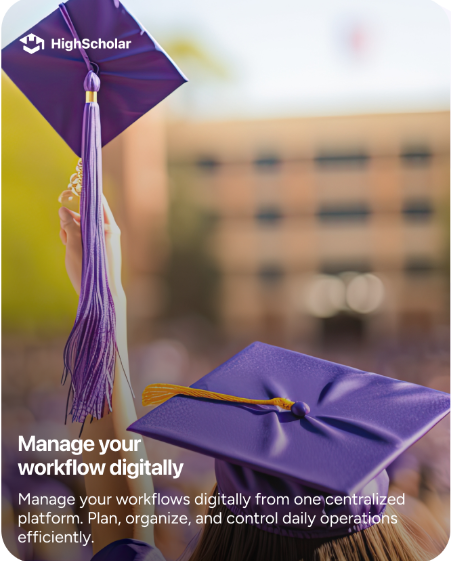 HighScholar
Manage your
workflow digitally
Manage your workflows digitally from one centralized
platform. Plan, organize, and control daily operations
efficiently.